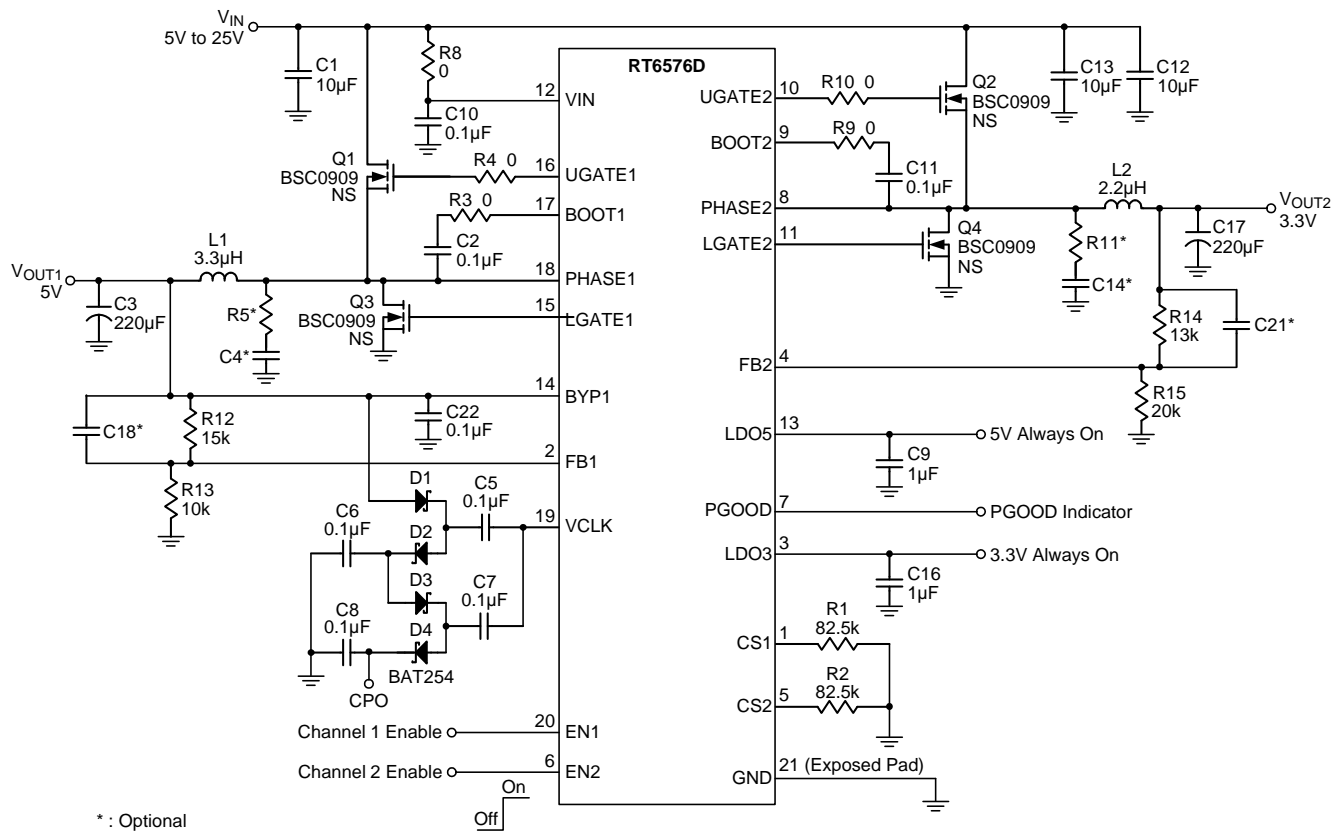 VIN
5V to 25V
C1
10µF
R8
0
C10
0.1µF
12
VIN
RT6576D
UGATE2
10
R10 0
Q2
BSC0909
NS
C13
10µF
C12
10µF
BOOT2
9
R9 0
C11
0.1µF
Q1
BSC0909
NS
R4 0
16
UGATE1
R3 0
17
BOOT1
C2
0.1µF
PHASE2
8
L2
2.2µH
VOUT2
3.3V
LGATE2
11
Q4
BSC0909
NS
R11*
C14*
C17
220µF
L1
3.3µH
VOUT1
5V
18
PHASE1
C3
220µF
R5*
C4*
Q3
BSC0909
NS
15
LGATE1
R14
13k
C21*
FB2
4
R15
20k
14
BYP1
C18*
R12
15k
C22
0.1µF
2
FB1
R13
10k
LDO5
13
5V Always On
C9
1µF
D1
C5
0.1µF
C6
0.1µF
D2
19
VCLK
PGOOD
7
PGOOD Indicator
LDO3
3
3.3V Always On
C16
1µF
D3
C7
0.1µF
C8
0.1µF
D4
BAT254
CPO
CS1
1
R1
82.5k
CS2
5
R2
82.5k
Channel 1 Enable
20
EN1
Channel 2 Enable
6
EN2
GND
21 (Exposed Pad)
On
Off
* : Optional